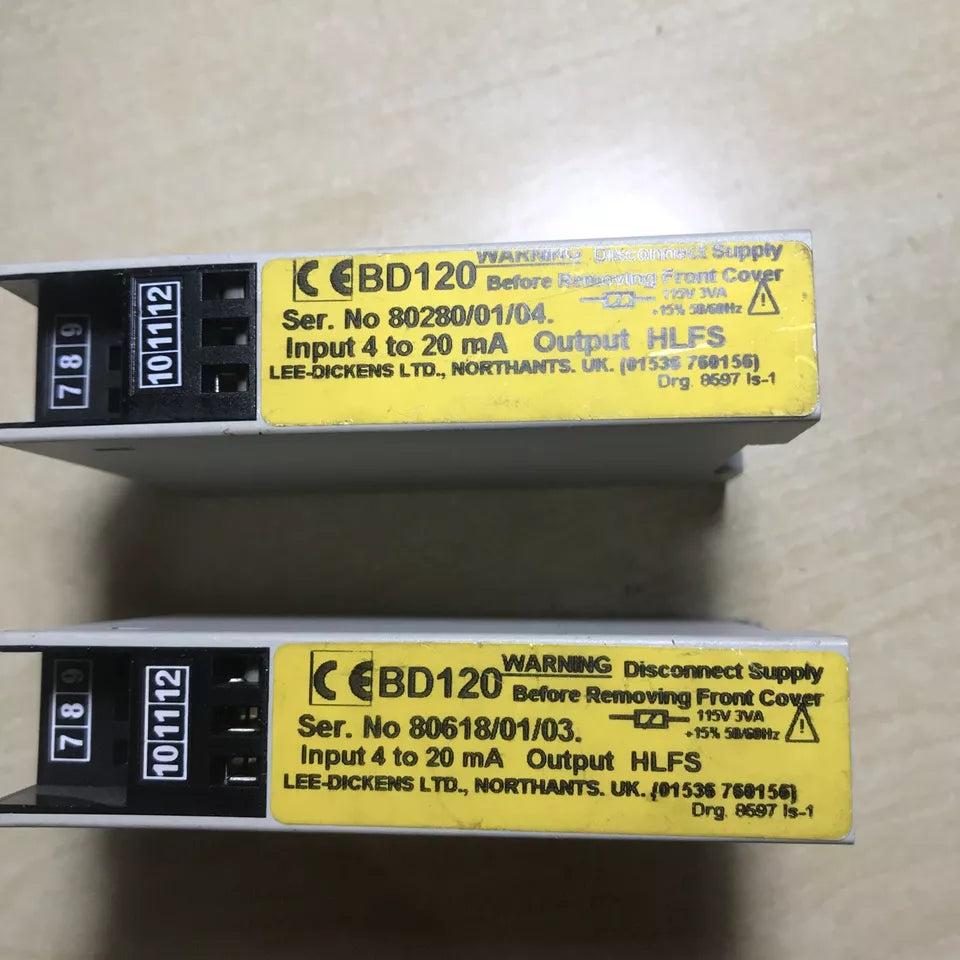 7 8 9
10 11 12
CE BD120 WARNING Disconnect Supply
Before Removing Front Cover
115V 3VA
+15% 50/60Hz
Ser. No 80280/01/04.
Input 4 to 20 mA Output HLFS
LEE-DICKENS LTD., NORTHANTS. UK. (01536 760156)
Drg. 8597 Is-1
7 8 9
10 11 12
CE BD120 WARNING Disconnect Supply
Before Removing Front Cover
115V 3VA
+15% 50/60Hz
Ser. No 80618/01/03.
Input 4 to 20 mA Output HLFS
LEE-DICKENS LTD., NORTHANTS. UK. (01536 760156)
Drg. 8597 Is-1